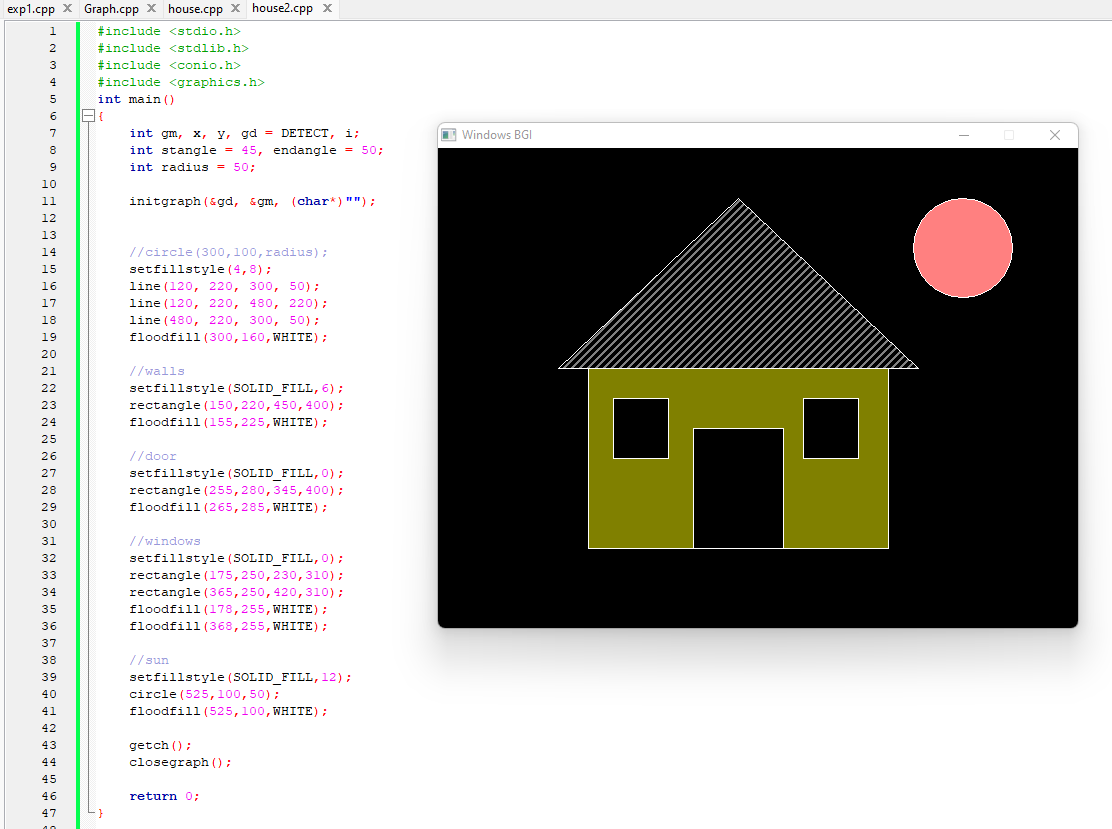 exp1.cpp Graph.cpp house.cpp house2.cpp
1 #include <stdio.h>
2 #include <stdlib.h>
3 #include <conio.h>
4 #include <graphics.h>
5 int main()
6 {
7 int gm, x, y, gd = DETECT, i;
8 int stangle = 45, endangle = 50;
9 int radius = 50;
10
11 initgraph(&gd, &gm, (char*)"");
12
13
14 //circle(300,100,radius);
15 setfillstyle(4,8);
16 line(120, 220, 300, 50);
17 line(120, 220, 480, 220);
18 line(480, 220, 300, 50);
19 floodfill(300,160,WHITE);
20
21 //walls
22 setfillstyle(SOLID_FILL,6);
23 rectangle(150,220,450,400);
24 floodfill(155,225,WHITE);
25
26 //door
27 setfillstyle(SOLID_FILL,0);
28 rectangle(255,280,345,400);
29 floodfill(265,285,WHITE);
30
31 //windows
32 setfillstyle(SOLID_FILL,0);
33 rectangle(175,250,230,310);
34 rectangle(365,250,420,310);
35 floodfill(178,255,WHITE);
36 floodfill(368,255,WHITE);
37
38 //sun
39 setfillstyle(SOLID_FILL,12);
40 circle(525,100,50);
41 floodfill(525,100,WHITE);
42
43 getch();
44 closegraph();
45
46 return 0;
47 }
Windows BGI